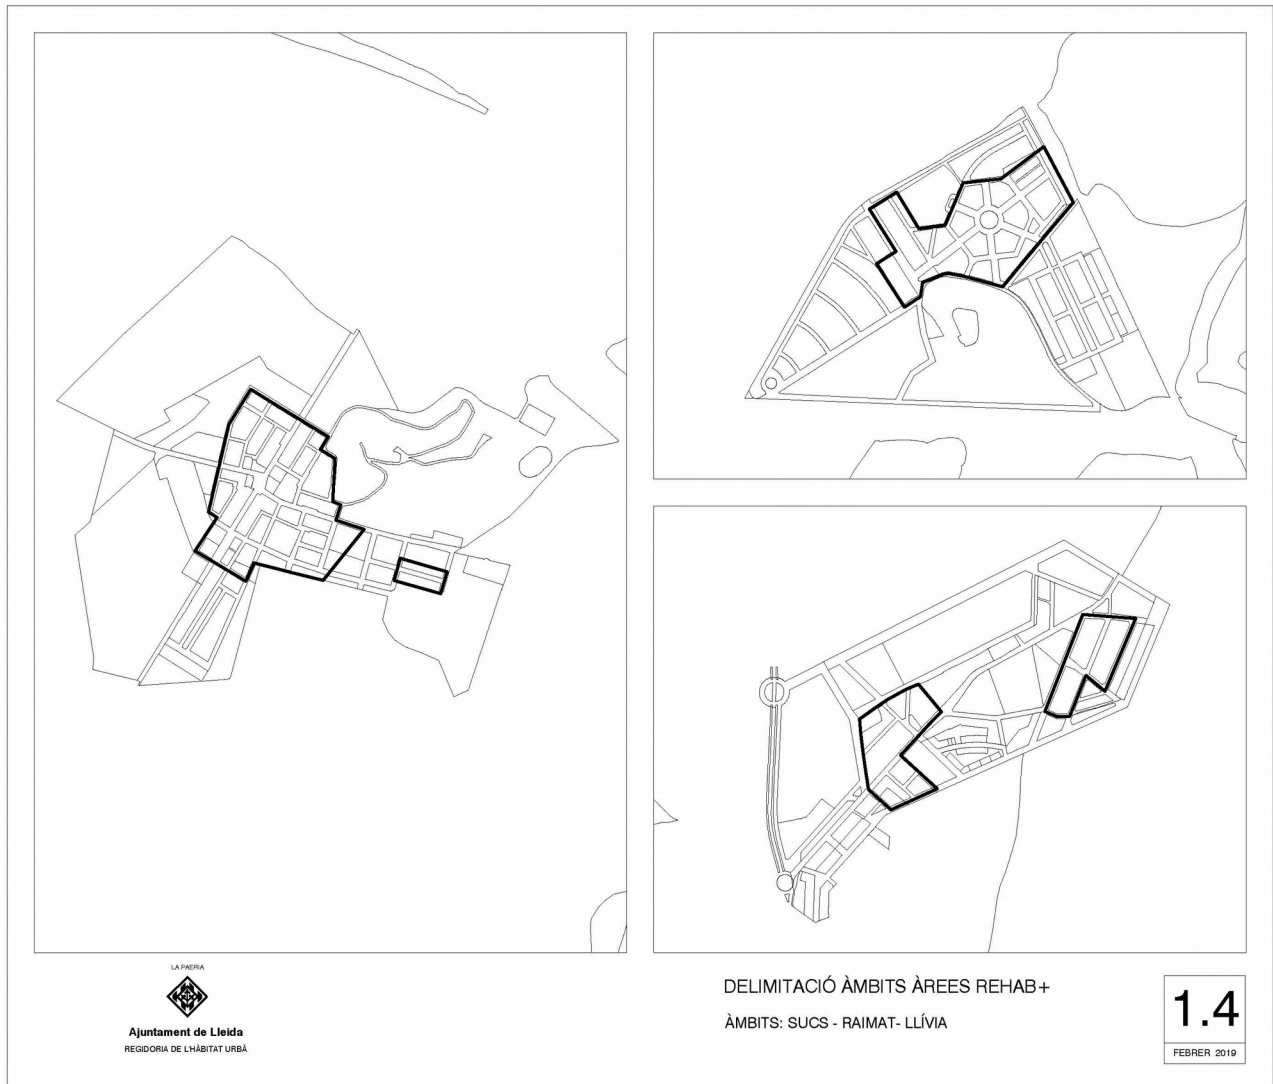 LA PAERIA
Ajuntament de Lleida
REGIDORIA DE L'HÀBITAT URBÀ
DELIMITACIÓ ÀMBITS ÀREES REHAB+
ÀMBITS: SUCS - RAIMAT- LLÍVIA
1.4
FEBRER 2019